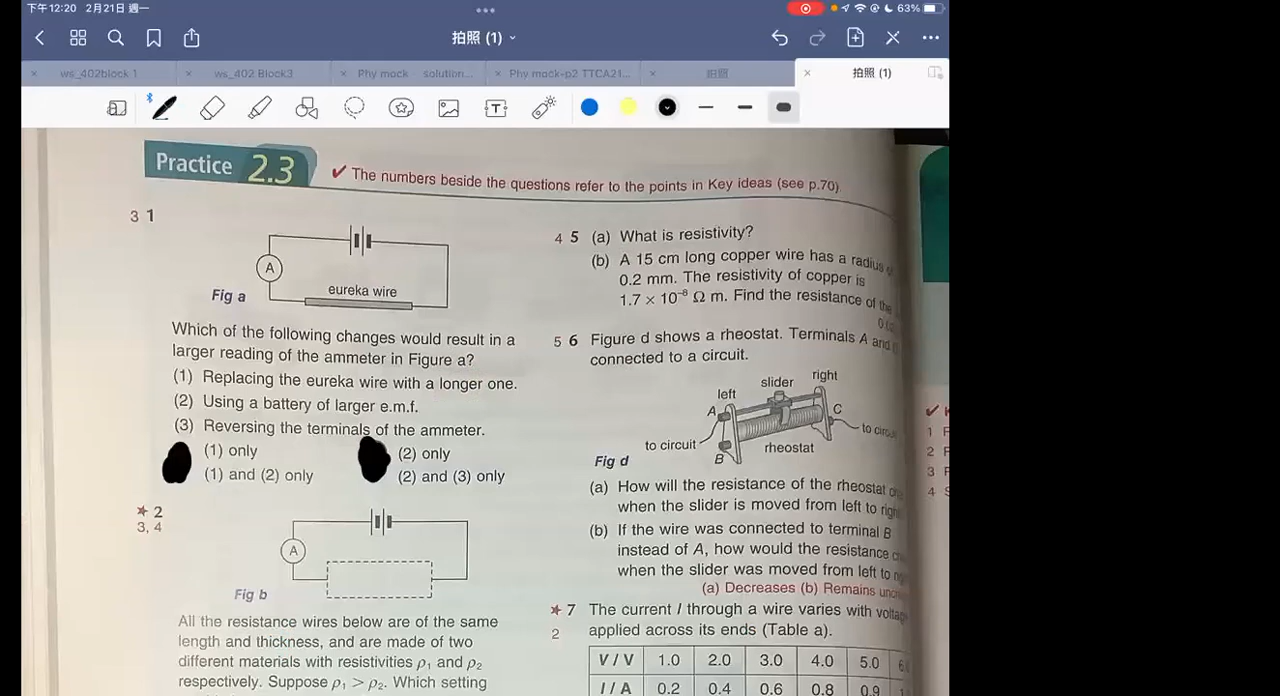 下午12:20 2月21日 週一
63%
拍照 (1)
ws_402block 1
ws_402 Block3
Phy mock - solution...
Phy mock-p2 TTCA21...
拍照
拍照 (1)
Practice 2.3
✔ The numbers beside the questions refer to the points in Key ideas (see p.70)
3 1
A
eureka wire
Fig a
Which of the following changes would result in a
larger reading of the ammeter in Figure a?
(1) Replacing the eureka wire with a longer one.
(2) Using a battery of larger e.m.f.
(3) Reversing the terminals of the ammeter.
(1) only
(2) only
(1) and (2) only
(2) and (3) only
★ 2
3, 4
A
Fig b
All the resistance wires below are of the same
length and thickness, and are made of two
different materials with resistivities ρ₁ and ρ₂
respectively. Suppose ρ₁ > ρ₂. Which setting
4 5 (a) What is resistivity?
(b) A 15 cm long copper wire has a radius
0.2 mm. The resistivity of copper is
1.7 × 10⁻⁸ Ω m. Find the resistance of the
5 6 Figure d shows a rheostat. Terminals A and
connected to a circuit.
left
slider
right
A
C
to circuit
B
rheostat
Fig d
(a) How will the resistance of the rheostat
when the slider is moved from left to
(b) If the wire was connected to terminal B
instead of A, how would the resistance
when the slider was moved from left to
(a) Decreases (b) Remains
★ 7 The current I through a wire varies with
2 applied across its ends (Table a).
V / V 1.0 2.0 3.0 4.0 5.0
I / A 0.2 0.4 0.6 0.8 0.9
✔
1
2
3
4